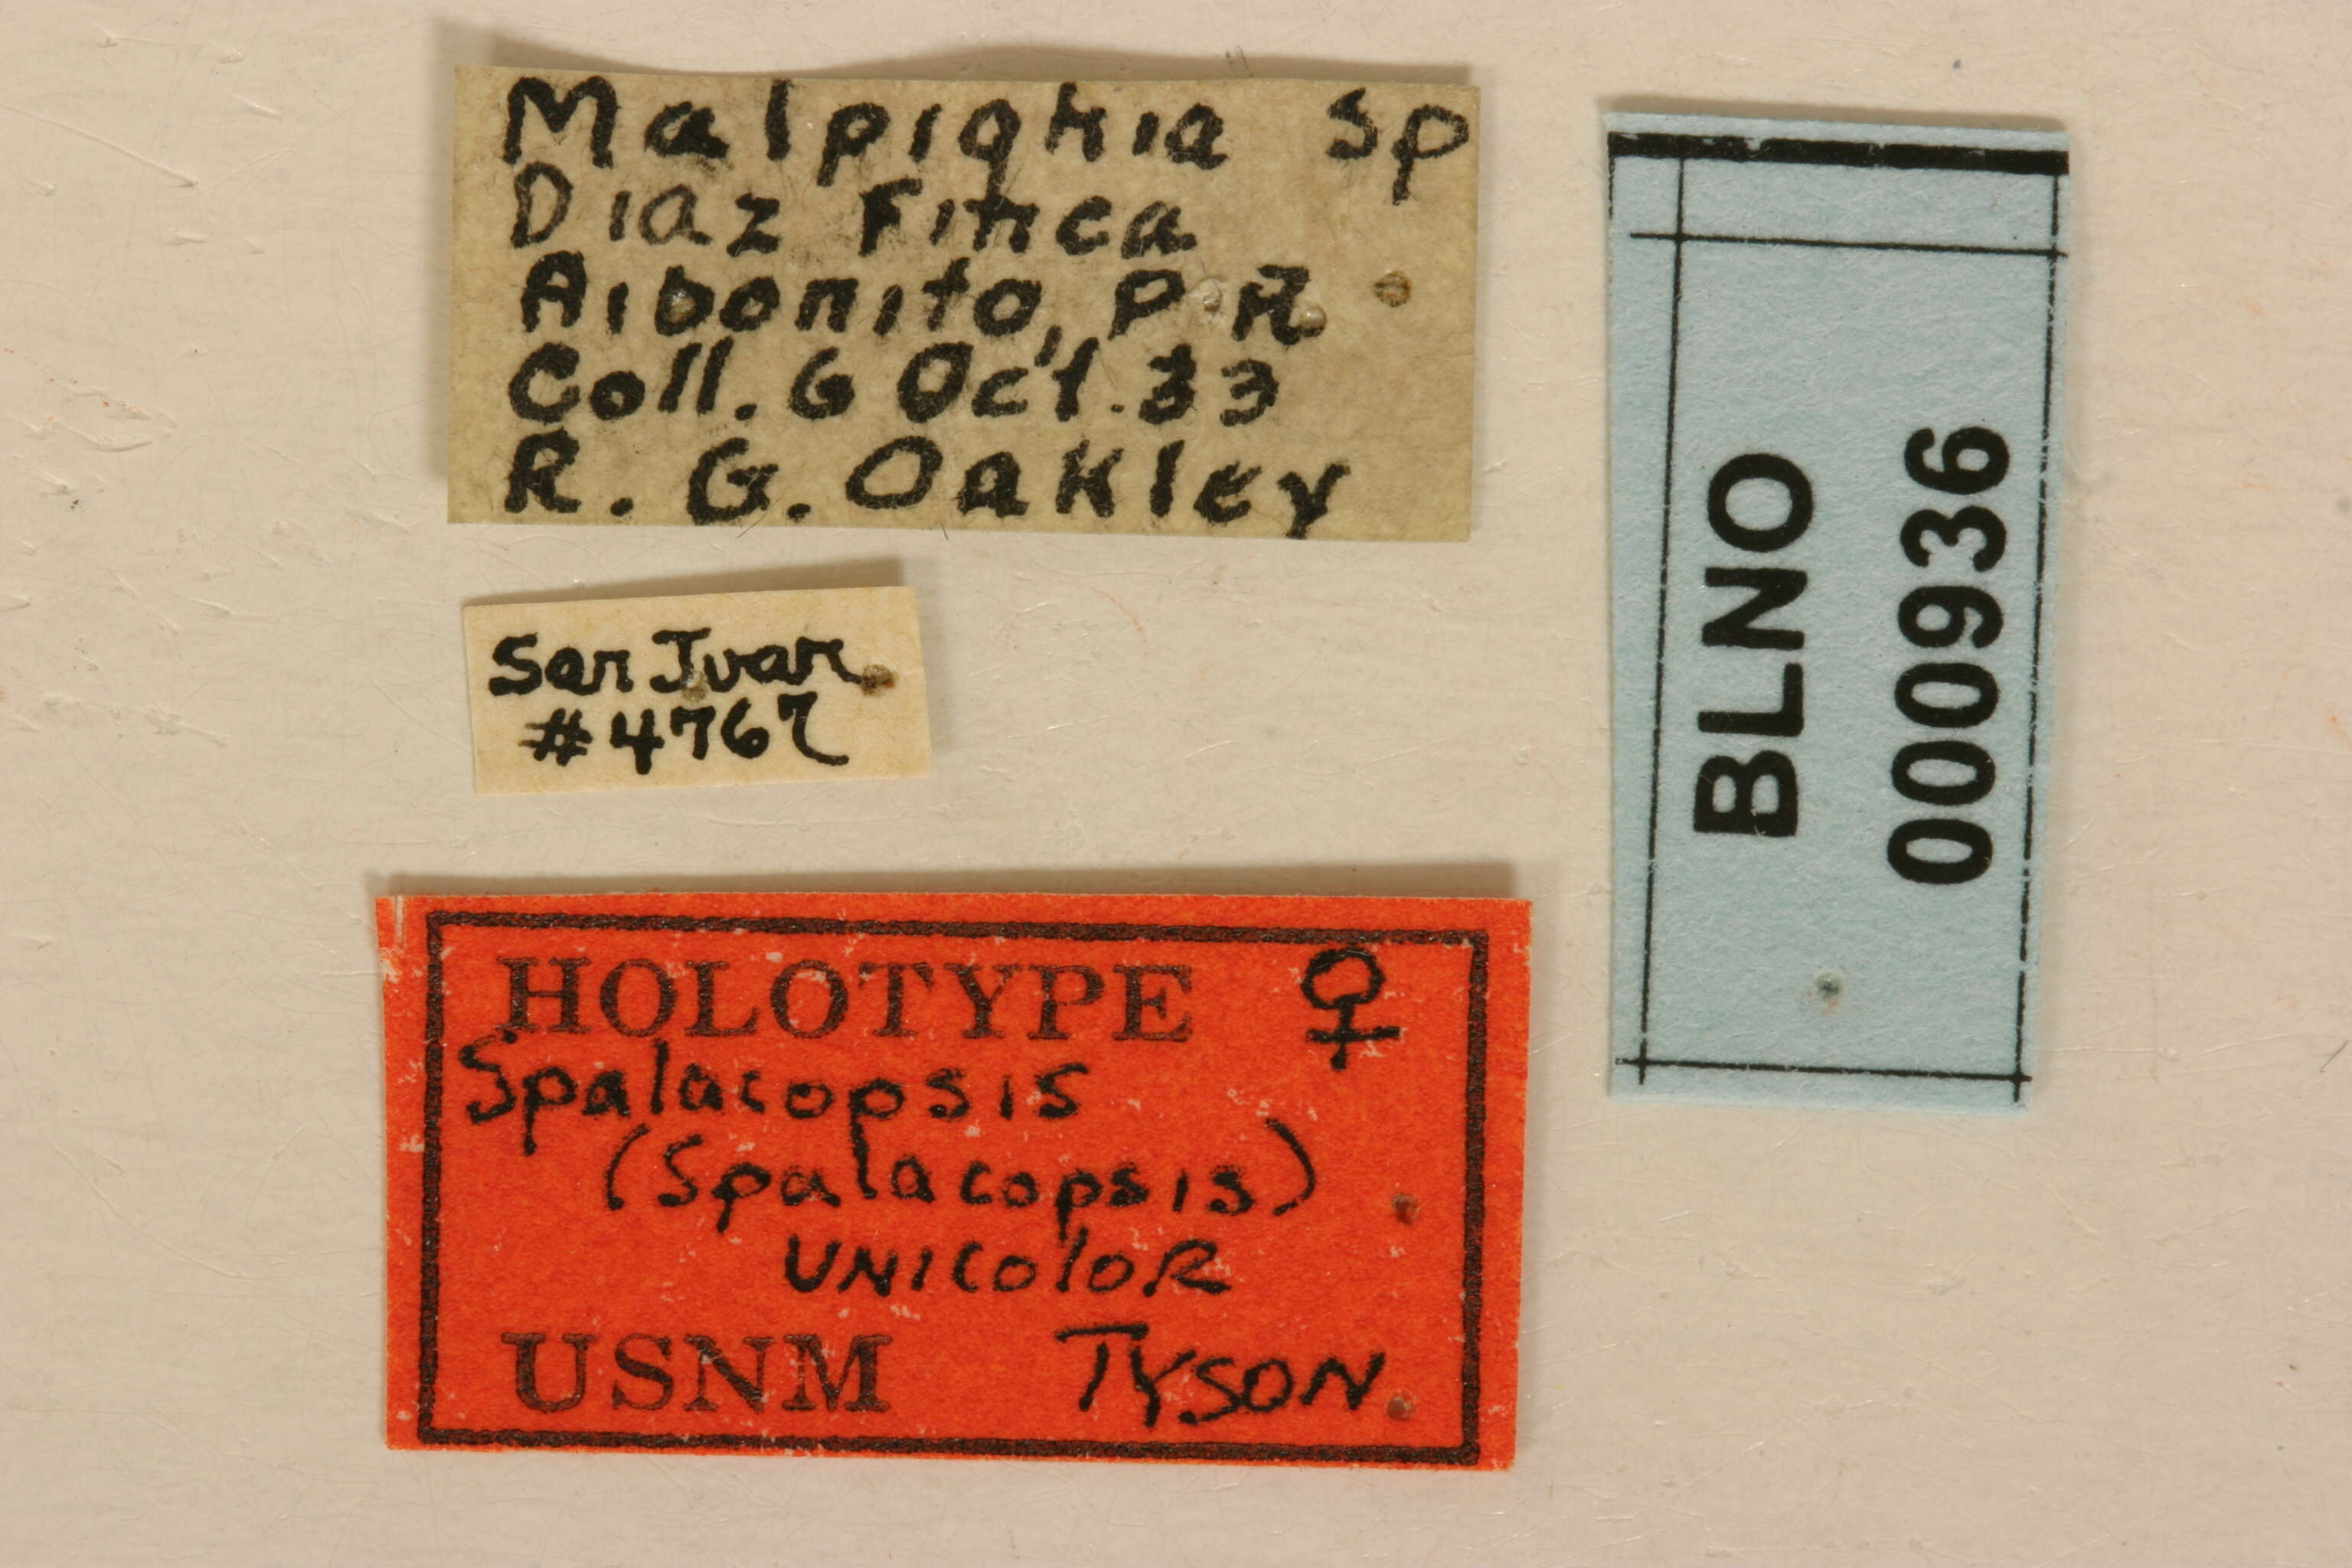 Malpighia sp
Diaz Finca
Aibonito, P.R.
Coll. 6 Oct. 33
R. G. Oakley
San Juan
#4767
HOLOTYPE ♀
Spalacopsis
(Spalacopsis)
UNICOLOR
USNM TYSON
BLNO
000936